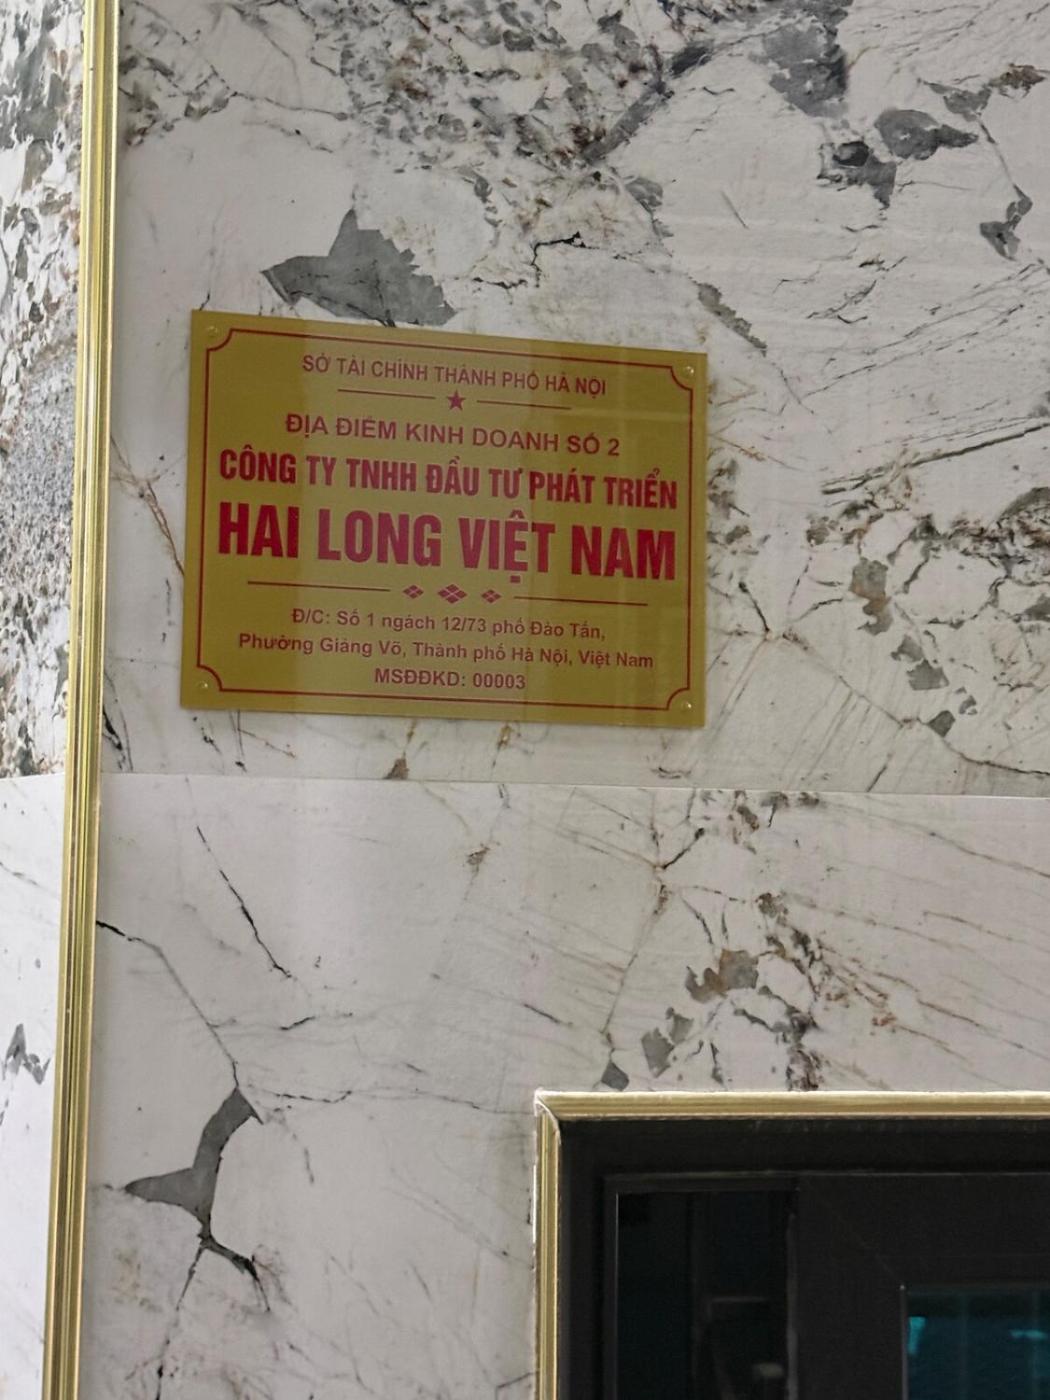 SỞ TÀI CHÍNH THÀNH PHỐ HÀ NỘI
ĐỊA ĐIỂM KINH DOANH SỐ 2
CÔNG TY TNHH ĐẦU TƯ PHÁT TRIỂN
HAI LONG VIỆT NAM
Đ/C: Số 1 ngách 12/73 phố Đào Tấn,
Phường Giảng Võ, Thành phố Hà Nội, Việt Nam
MSĐĐKD: 00003